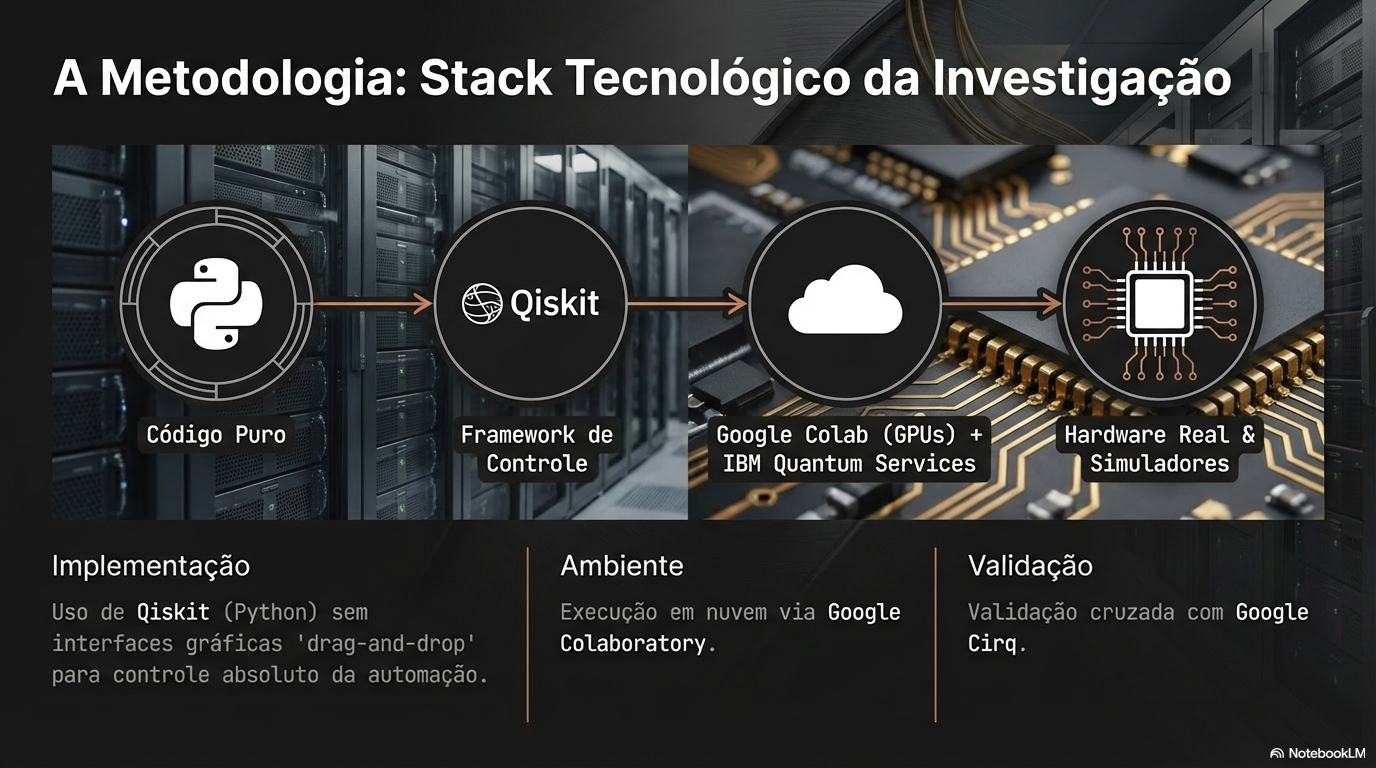 A Metodologia: Stack Tecnológico da Investigação
Qiskit
Código Puro
Framework de
Controle
Google Colab (GPUs) +
IBM Quantum Services
Hardware Real &
Simuladores
Implementação
Uso de Qiskit (Python) sem
interfaces gráficas 'drag-and-drop'
para controle absoluto da automação.
Ambiente
Execução em nuvem via Google
Colaboratory.
Validação
Validação cruzada com Google
Cirq.
NotebookLM